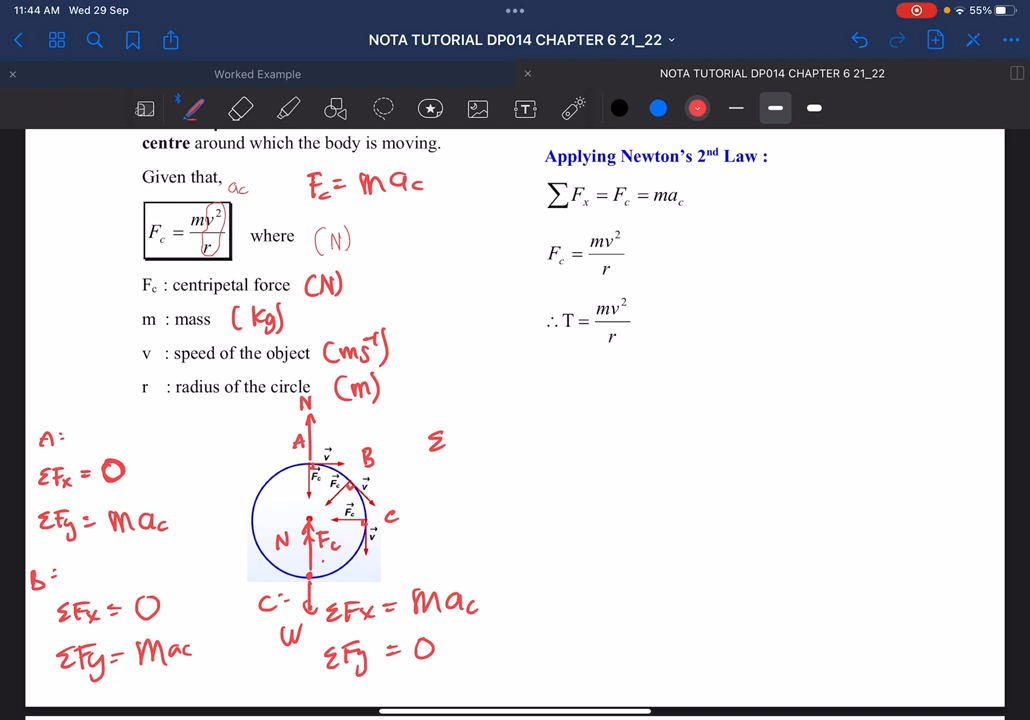 11:44 AM Wed 29 Sep
55%
NOTA TUTORIAL DP014 CHAPTER 6 21_22
Worked Example
NOTA TUTORIAL DP014 CHAPTER 6 21_22
centre around which the body is moving.
Given that,
ac
Fc = mac
Fc = mv²/r where (N)
Fc : centripetal force (N)
m : mass (kg)
v : speed of the object (ms⁻¹)
r : radius of the circle (m)
N
A
B
C
v
Fc
Fc
v
Fc
v
N
Fc
W
Σ
A:
ΣFx = 0
ΣFy = mac
B:
ΣFx = 0
ΣFy = mac
C: ΣFx = mac
ΣFy = 0
Applying Newton's 2nd Law :
∑Fx = Fc = mac
Fc = mv²/r
∴ T = mv²/r